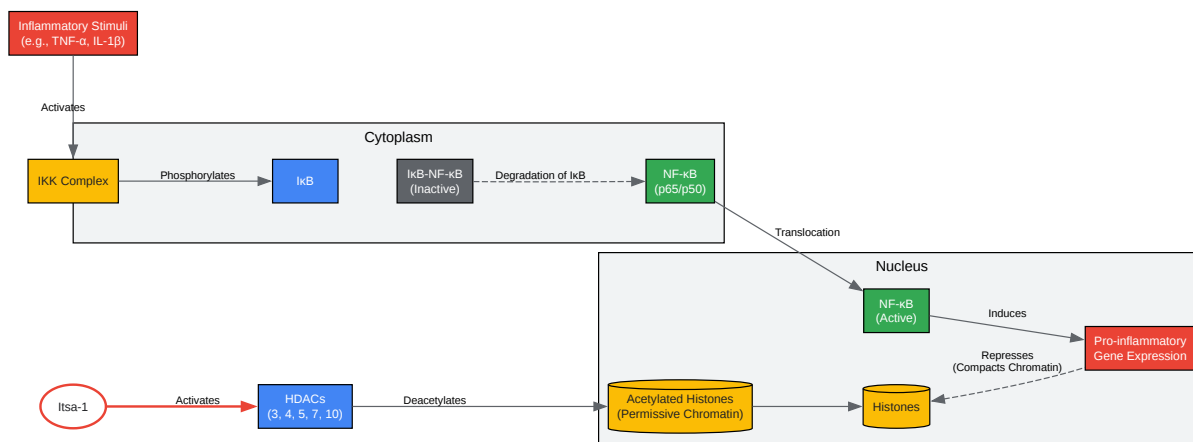 Inflammatory Stimuli
(e.g., TNF-α, IL-1β)
Activates
Cytoplasm
IKK Complex
Phosphorylates
IκB
IκB-NF-κB
(Inactive)
Degradation of IκB
NF-κB
(p65/p50)
Translocation
Nucleus
NF-κB
(Active)
Induces
Pro-inflammatory
Gene Expression
Represses
(Compacts Chromatin)
Itsa-1
Activates
HDACs
(3, 4, 5, 7, 10)
Deacetylates
Acetylated Histones
(Permissive Chromatin)
Histones